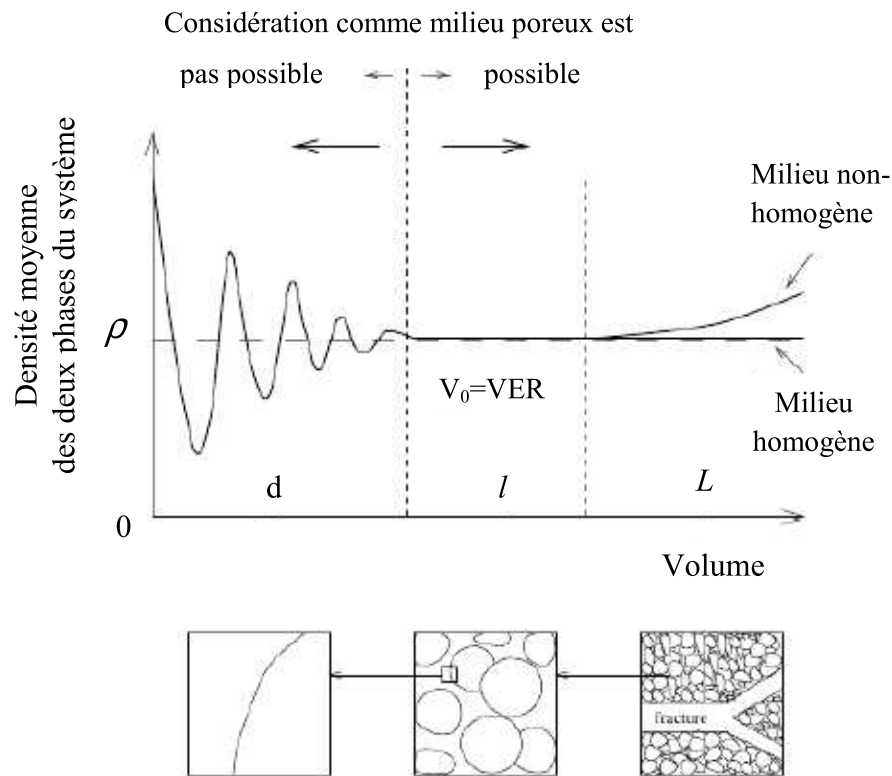 Considération comme milieu poreux est
pas possible
possible
Densité moyenne
des deux phases du système
Milieu non-
homogène
ρ
V₀=VER
Milieu
homogène
d
l
L
0
Volume
fracture